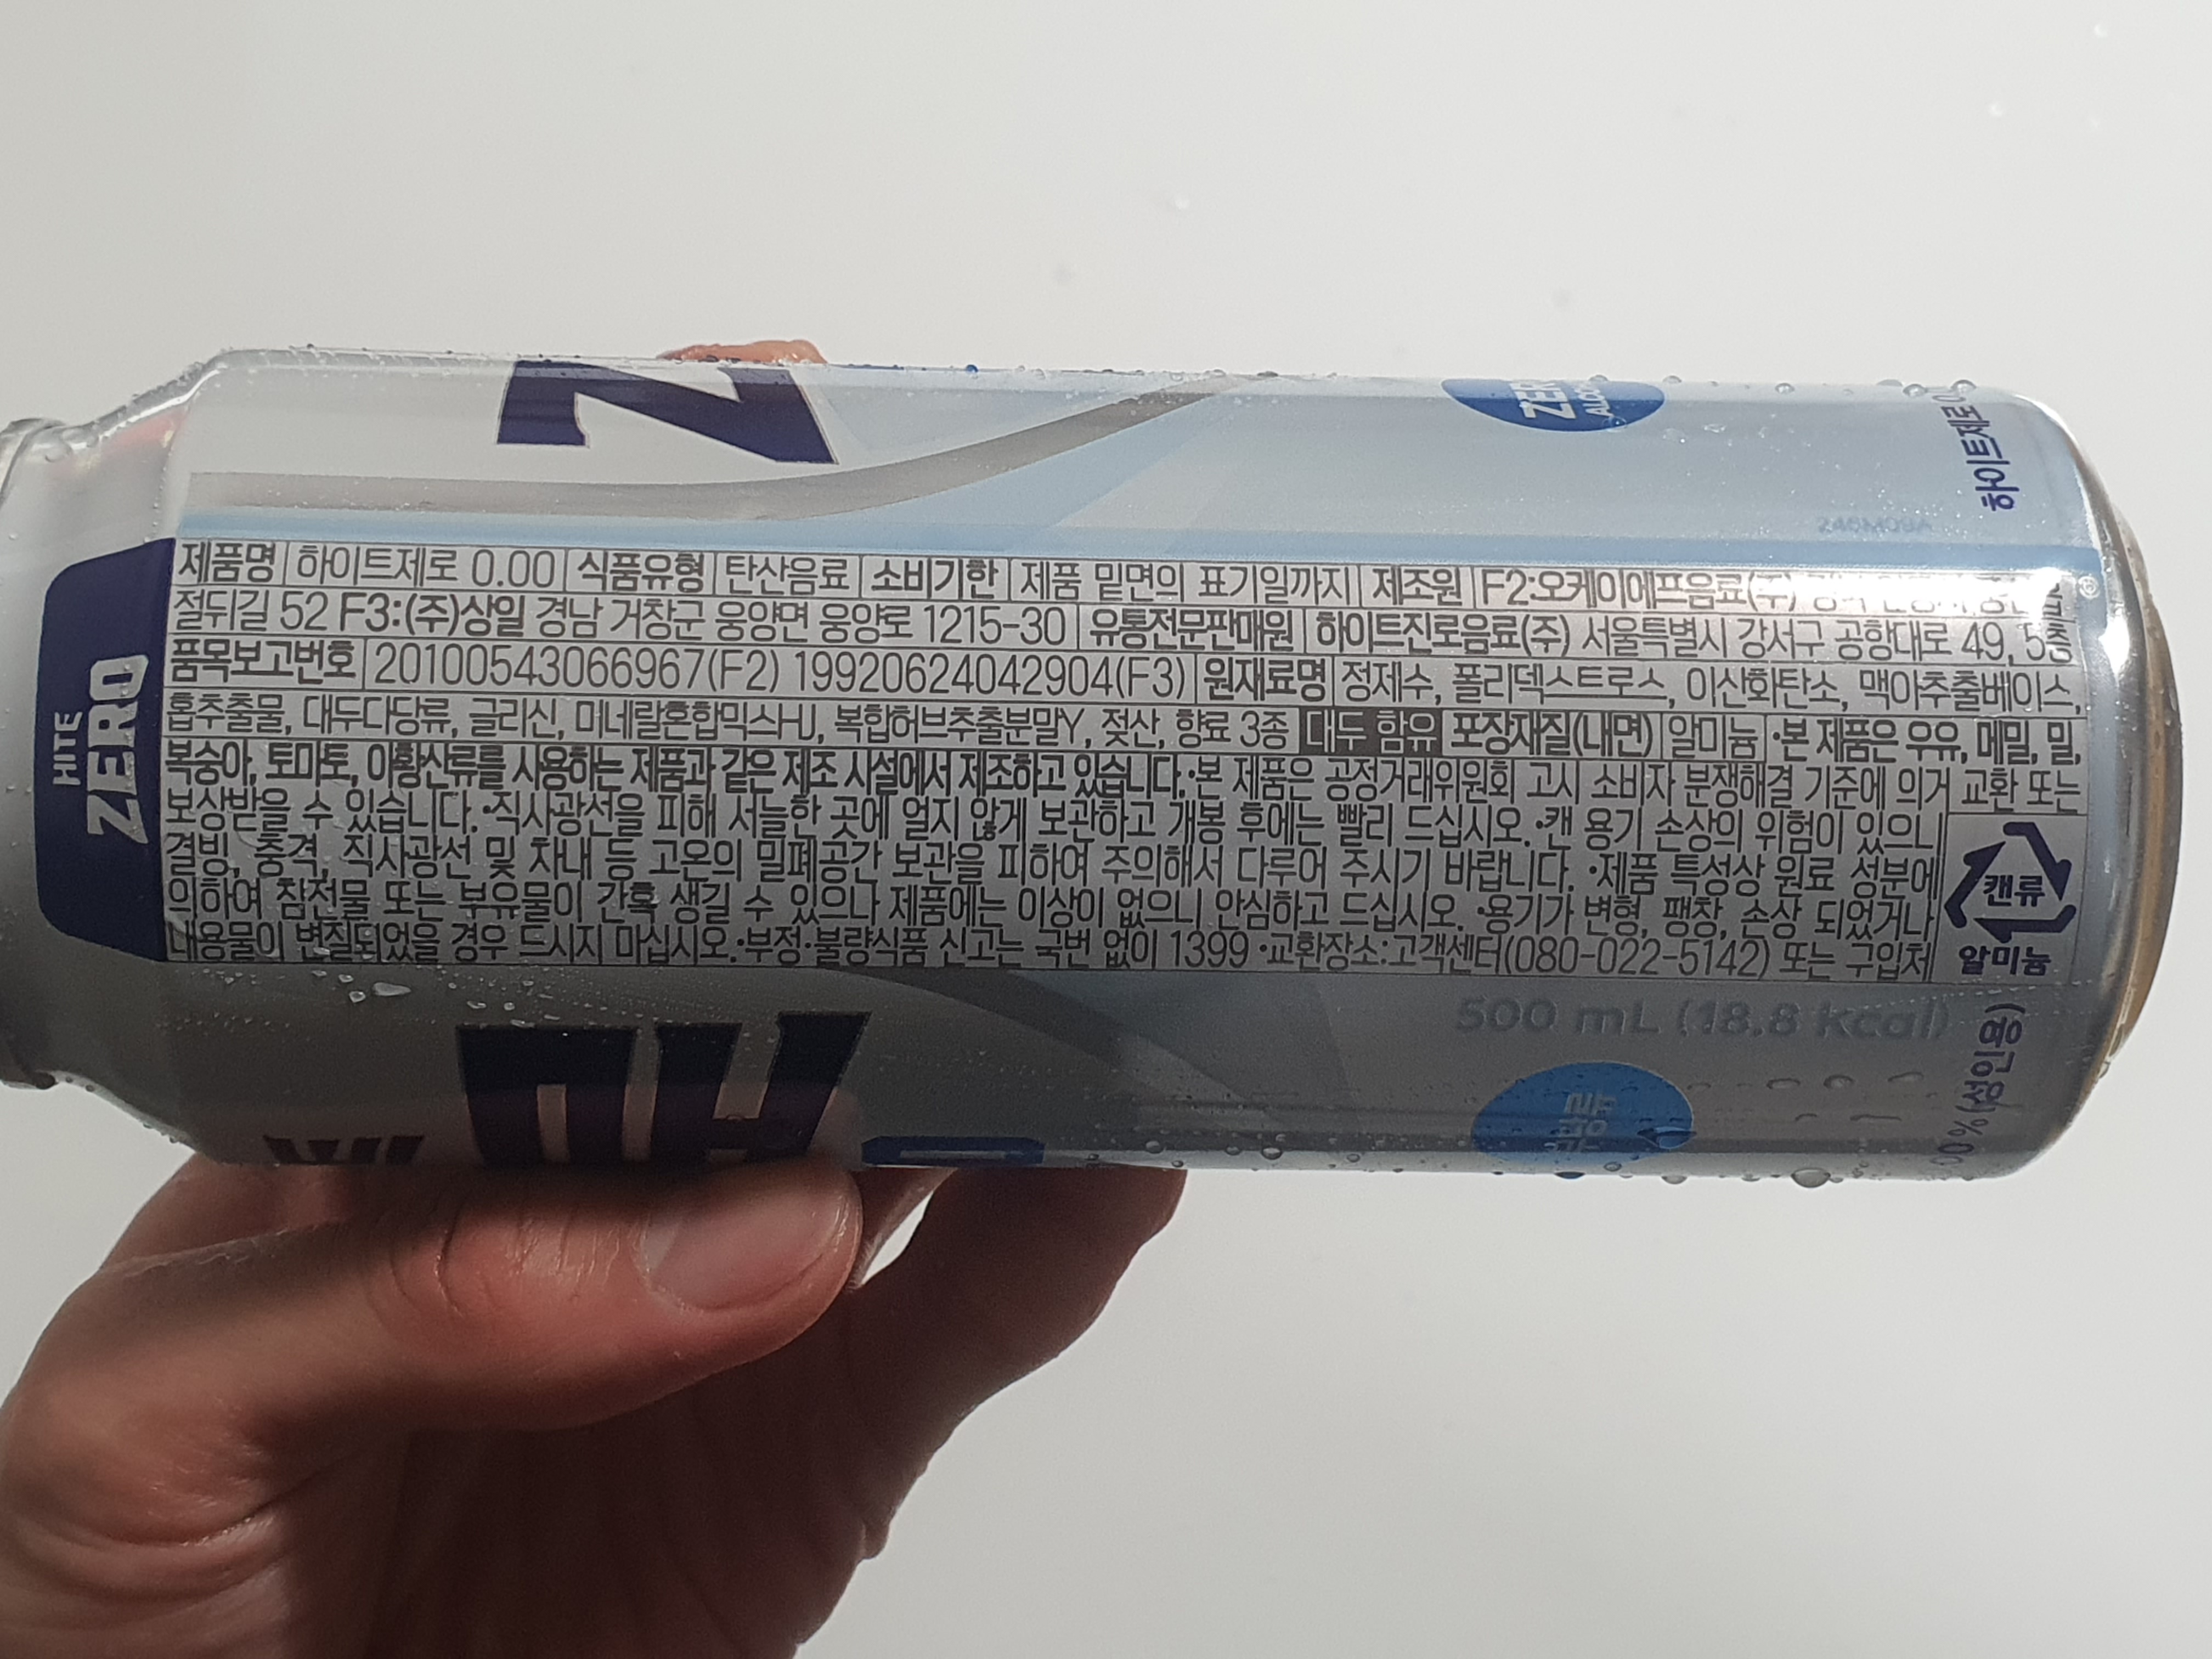 제품명 하이트제로 0.00 식품유형 탄산음료 소비기한 제품 밑면의 표기일까지 제조원 F2:오케이에프음료(주)
절뒤길 52 F3:(주)상일 경남 거창군 웅양면 웅양로 1215-30 유통전문판매원 하이트진로음료(주) 서울특별시 강서구 공항대로 49, 5층
품목보고번호 20100543066967(F2) 19920624042904(F3) 원재료명 정제수, 폴리덱스트로스, 이산화탄소, 맥아추출베이스,
홉추출물, 대두다당류, 글리신, 미네랄혼합믹스HJ, 복합허브추출분말Y, 젖산, 향료 3종 대두 함유 포장재질(내면) 알미늄 •본 제품은 우유, 메밀, 밀,
복숭아, 토마토, 이황산류를 사용하는 제품과 같은 제조 시설에서 제조하고 있습니다. •본 제품은 공정거래위원회 고시 소비자 분쟁해결 기준에 의거 교환 또는
보상받을 수 있습니다. •직사광선을 피해 서늘한 곳에 얼지 않게 보관하고 개봉 후에는 빨리 드십시오. •캔 용기 손상의 위험이 있으니
결빙, 충격, 직사광선 및 차내 등 고온의 밀폐공간 보관을 피하여 주의해서 다루어 주시기 바랍니다. •제품 특성상 원료 성분에
의하여 침전물 또는 부유물이 간혹 생길 수 있으나 제품에는 이상이 없으니 안심하고 드십시오. •용기가 변형, 팽창, 손상 되었거나
내용물이 변질되었을 경우 드시지 마십시오. •부정·불량식품 신고는 국번 없이 1399 •교환장소:고객센터(080-022-5142) 또는 구입처
캔류
알미늄
500 mL (18.8 kcal)
HITE
ZERO
Z
하이트제로
(성인용)
246M09A